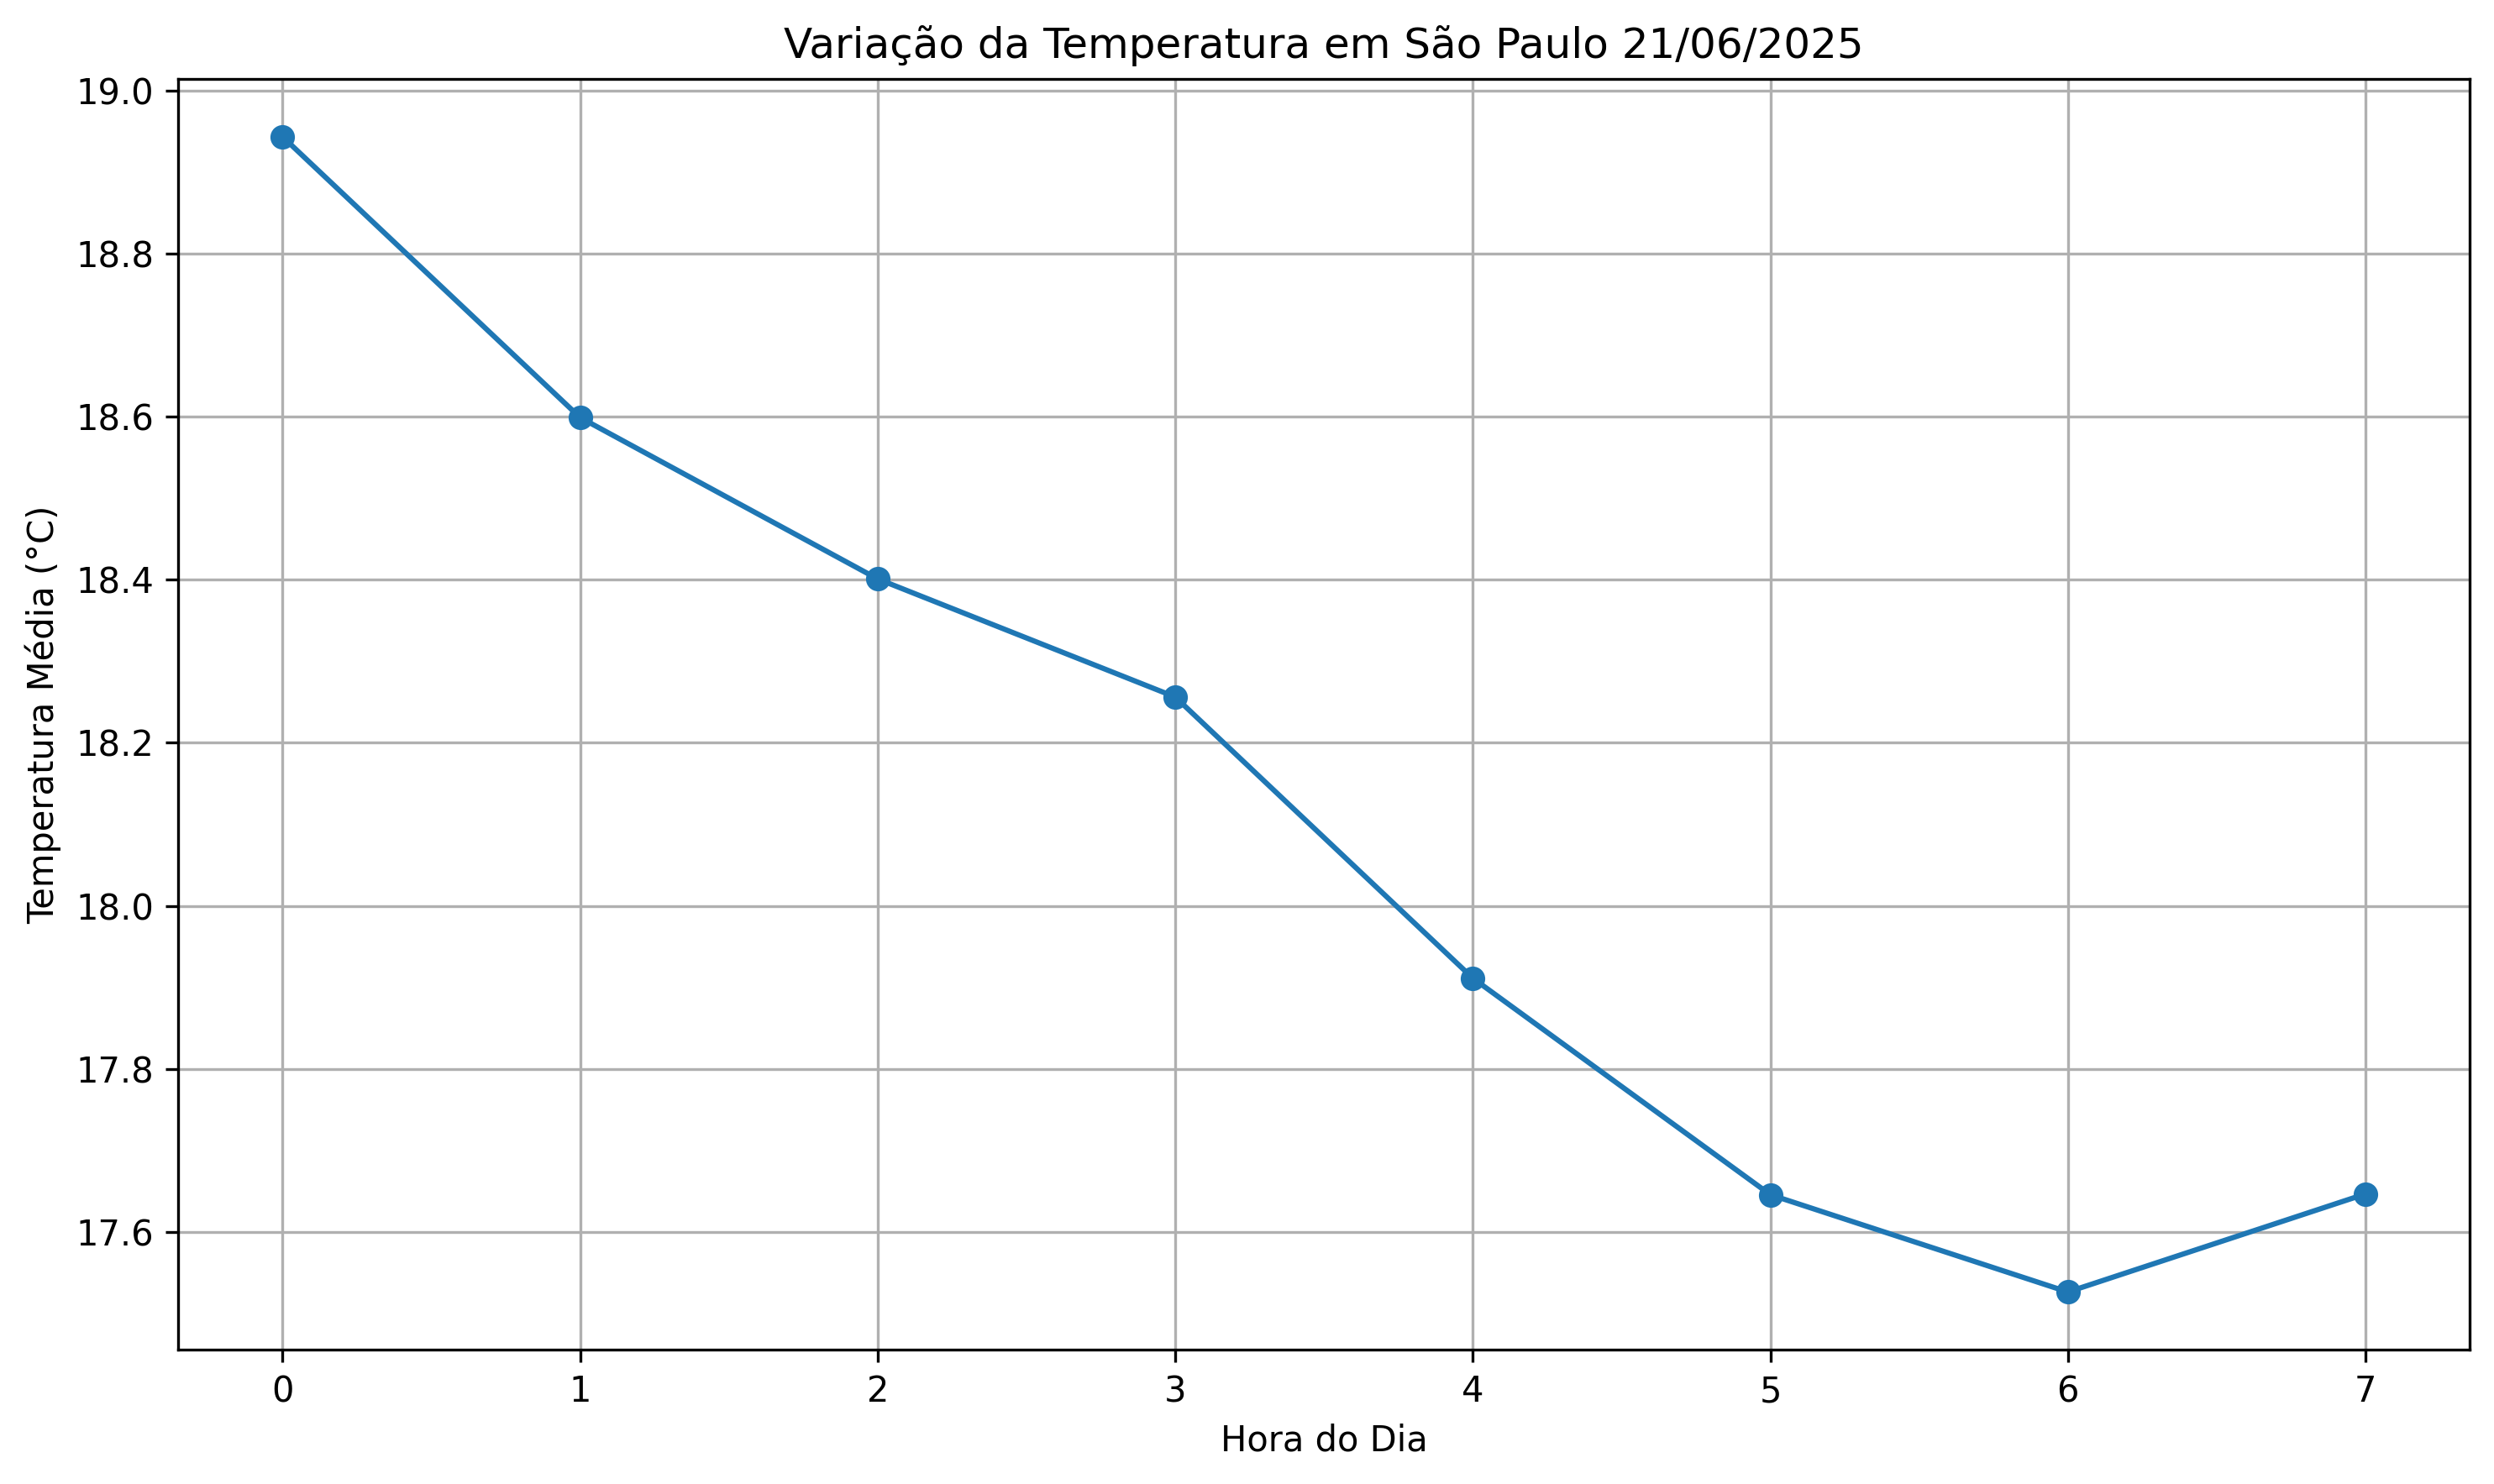 Variação da Temperatura em São Paulo 21/06/2025
Temperatura Média (°C)
19.0
18.8
18.6
18.4
18.2
18.0
17.8
17.6
0 1 2 3 4 5 6 7
Hora do Dia